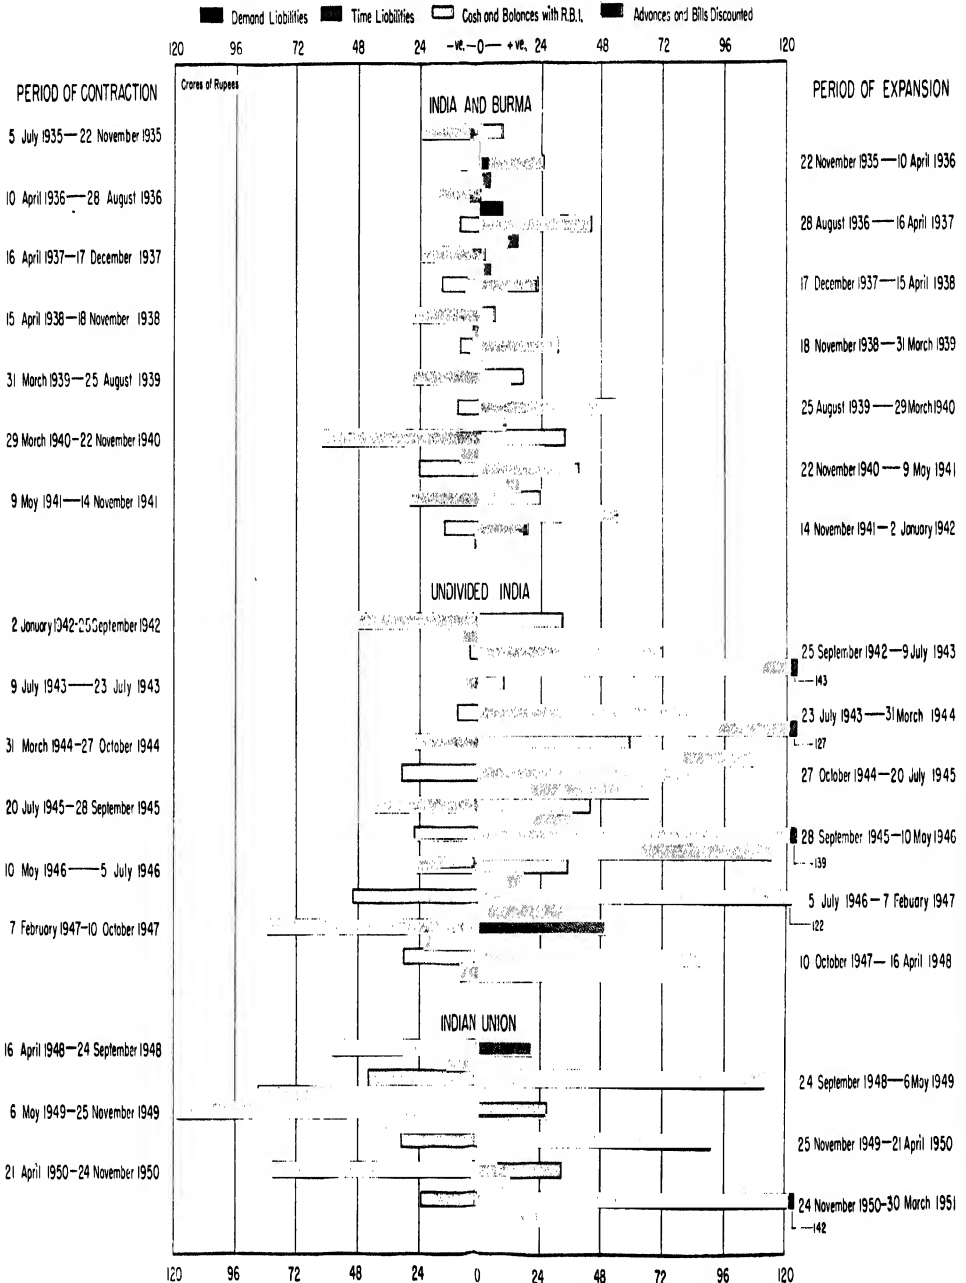 Demand Liabilities Time Liabilities Cash and Balances with R.B.I. Advances and Bills Discounted
120 96 72 48 24 -ve.-0-+ve. 24 48 72 96 120
Crores of Rupees
PERIOD OF CONTRACTION
PERIOD OF EXPANSION
INDIA AND BURMA
5 July 1935—22 November 1935
22 November 1935—10 April 1936
10 April 1936—28 August 1936
28 August 1936—16 April 1937
16 April 1937—17 December 1937
17 December 1937—15 April 1938
15 April 1938—18 November 1938
18 November 1938—31 March 1939
31 March 1939—25 August 1939
25 August 1939—29 March 1940
29 March 1940-22 November 1940
22 November 1940—9 May 1941
9 May 1941—14 November 1941
14 November 1941—2 January 1942
UNDIVIDED INDIA
2 January 1942-25 September 1942
25 September 1942—9 July 1943
143
9 July 1943—23 July 1943
23 July 1943—31 March 1944
127
31 March 1944-27 October 1944
27 October 1944—20 July 1945
20 July 1945-28 September 1945
28 September 1945—10 May 1946
139
10 May 1946—5 July 1946
5 July 1946-7 Febuary 1947
122
7 February 1947-10 October 1947
10 October 1947—16 April 1948
INDIAN UNION
16 April 1948—24 September 1948
24 September 1948—6 May 1949
6 May 1949—25 November 1949
25 November 1949—21 April 1950
21 April 1950-24 November 1950
24 November 1950-30 March 1951
142
120 96 72 48 24 0 24 48 72 96 120